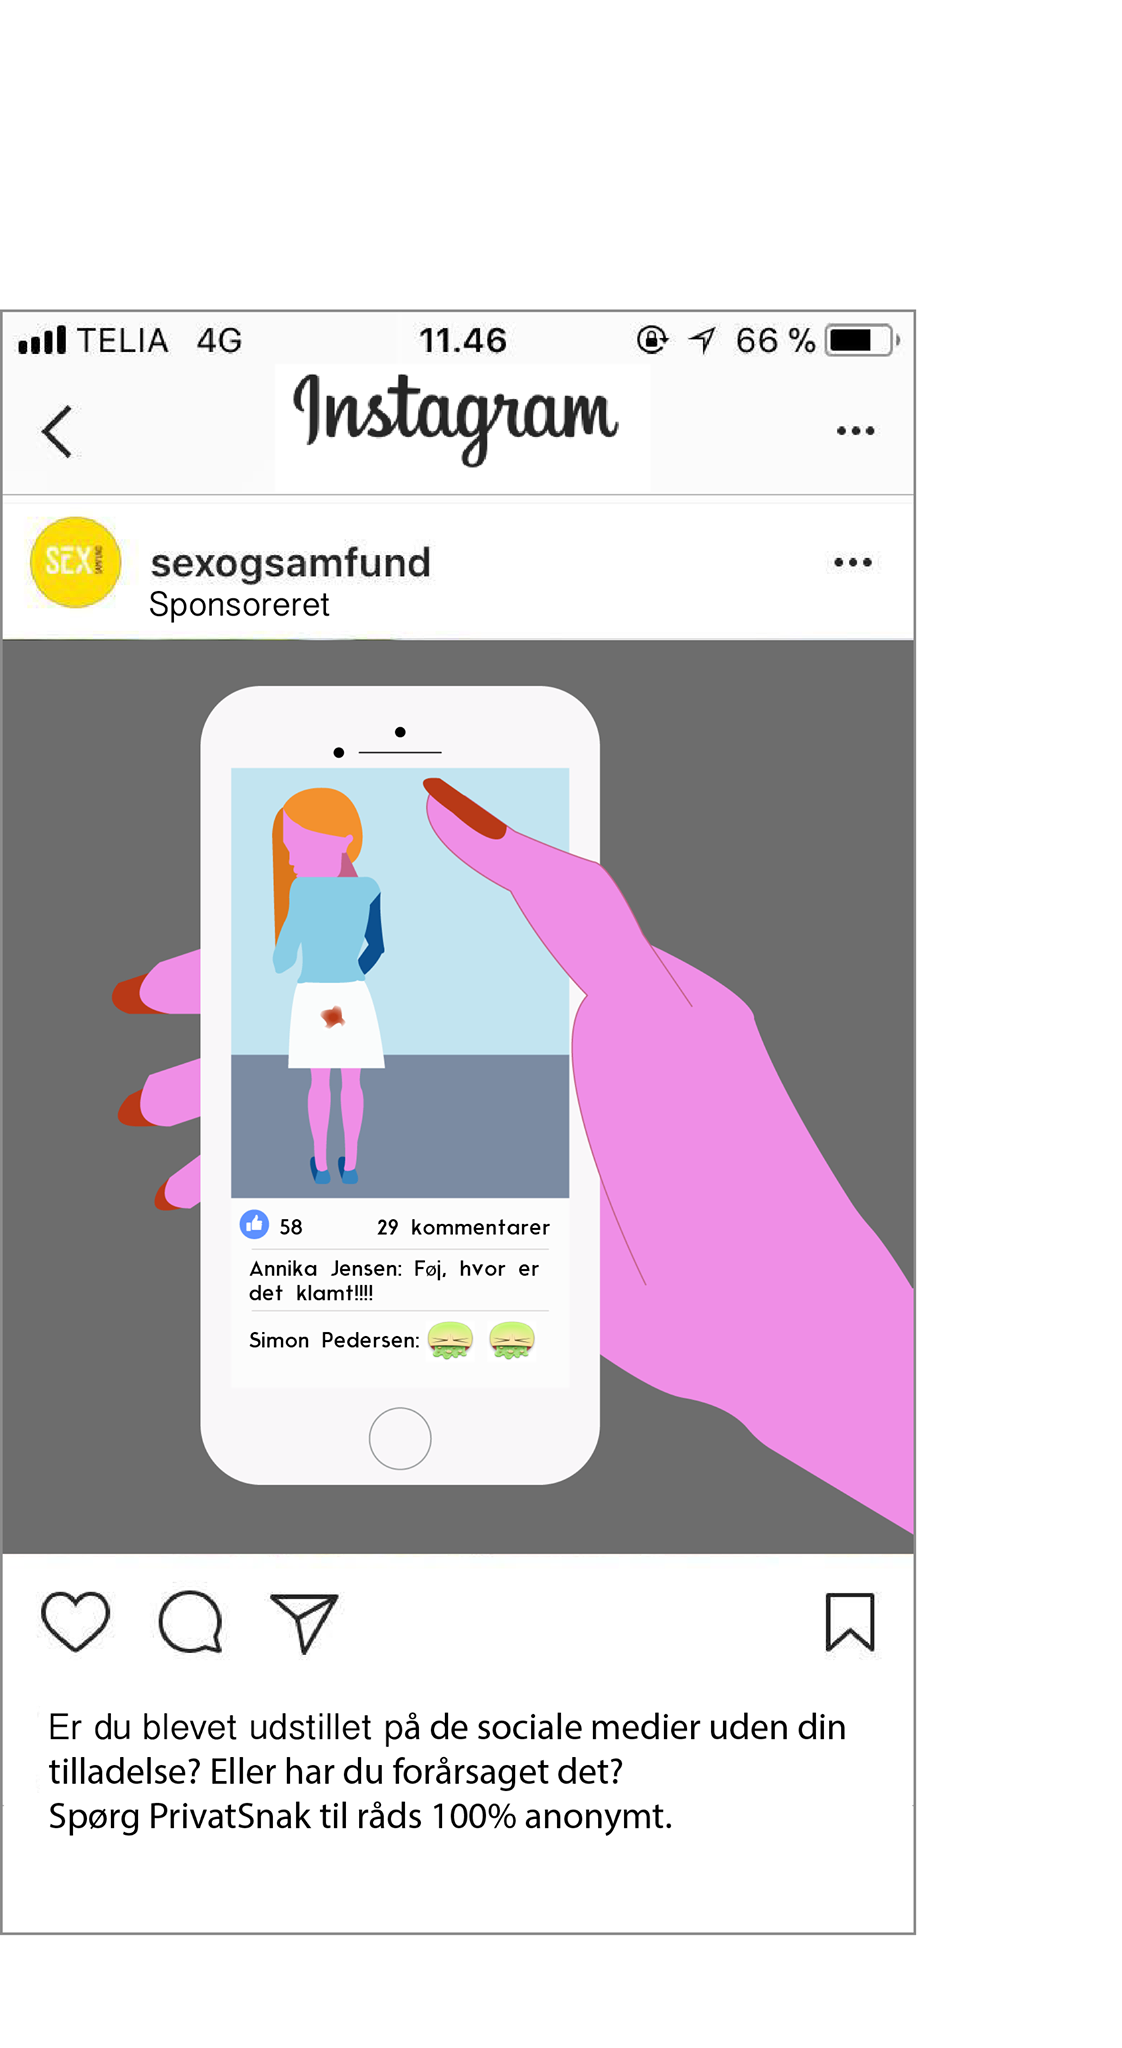 TELIA 4G 11.46 66 %
Instagram
SEX SAMFUND
sexogsamfund
Sponsoreret
58 29 kommentarer
Annika Jensen: Føj, hvor er
det klamt!!!!
Simon Pedersen:
Er du blevet udstillet på de sociale medier uden din
tilladelse? Eller har du forårsaget det?
Spørg PrivatSnak til råds 100% anonymt.